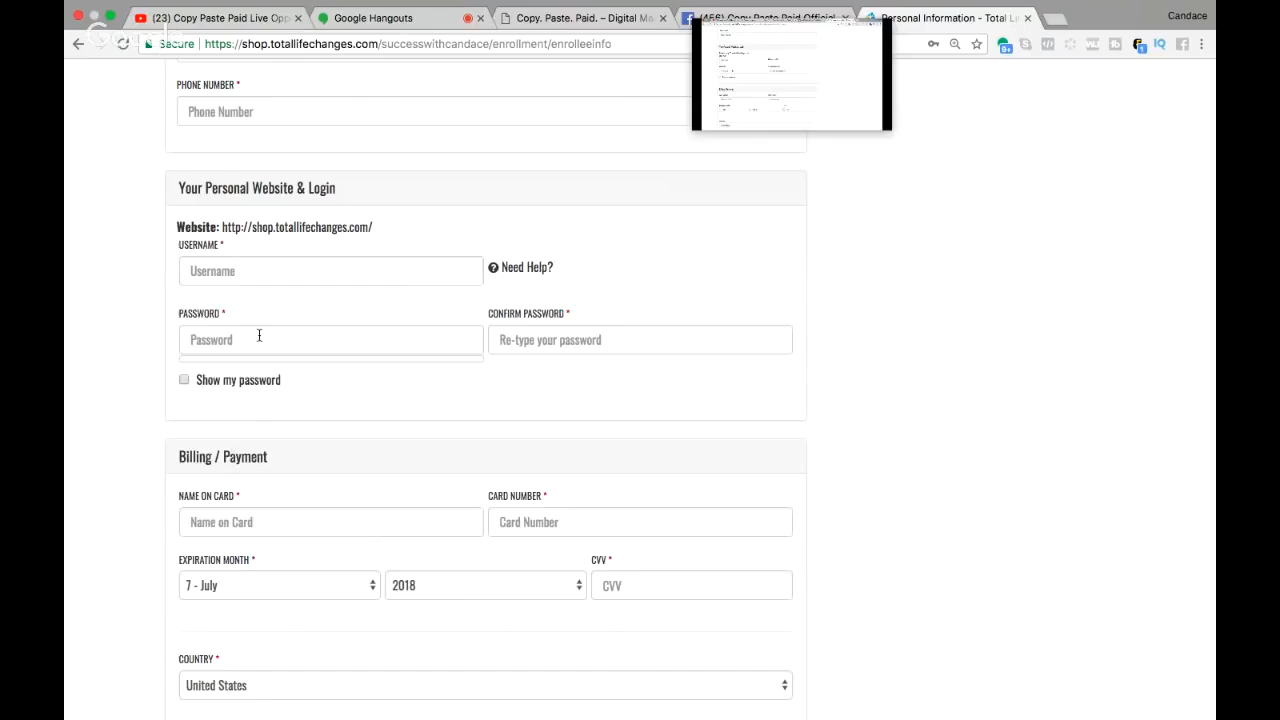 (23) Copy Paste Paid Live Opp
Google Hangouts
Copy. Paste. Paid – Digital Ma
(456) Copy Paste Paid Official
Personal Information - Total L
Candace
Secure
https://shop.totallifechanges.com/successwithcandace/enrollment/enrolleeinfo
PHONE NUMBER *
Phone Number
Your Personal Website & Login
Website: http://shop.totallifechanges.com/
USERNAME *
Username
Need Help?
PASSWORD *
CONFIRM PASSWORD *
Password
Re-type your password
Show my password
Billing / Payment
NAME ON CARD *
CARD NUMBER *
Name on Card
Card Number
EXPIRATION MONTH *
CVV *
7 - July
2018
CVV
COUNTRY *
United States